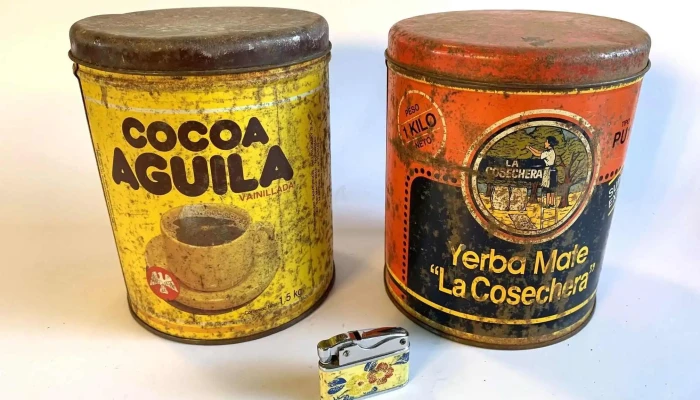 COCOA
AGUILA
VAINILLADA
1,5 kg
PESO
1 KILO
NETO
LA
COSECHERA
Yerba Mate
"La Cosechera"